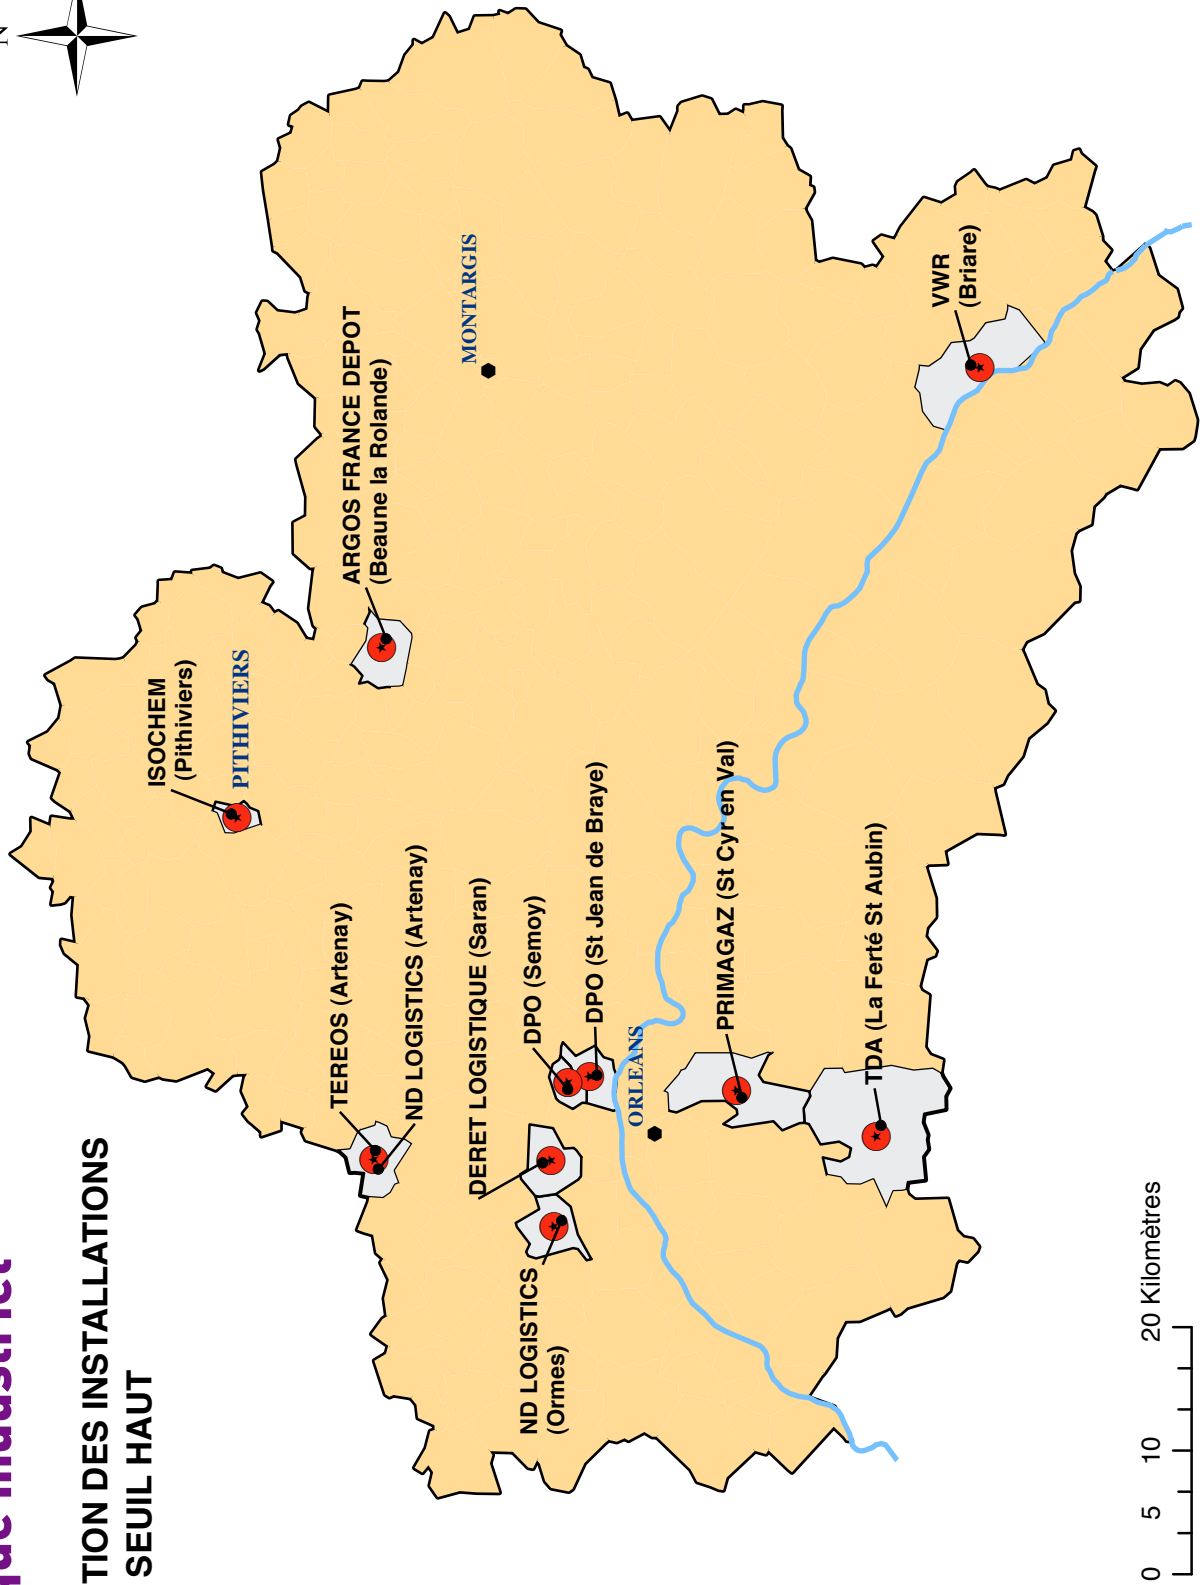 TION DES INSTALLATIONS
SEUIL HAUT
N
ISOCHEM
(Pithiviers)
PITHIVIERS
TEREOS (Artenay)
ND LOGISTICS (Artenay)
ARGOS FRANCE DEPOT
(Beaune la Rolande)
MONTARGIS
DERET LOGISTIQUE (Saran)
DPO (Semoy)
ND LOGISTICS
(Ormes)
DPO (St Jean de Braye)
ORLEANS
PRIMAGAZ (St Cyr en Val)
TDA (La Ferté St Aubin)
VWR
(Briare)
0 5 10 20 Kilomètres